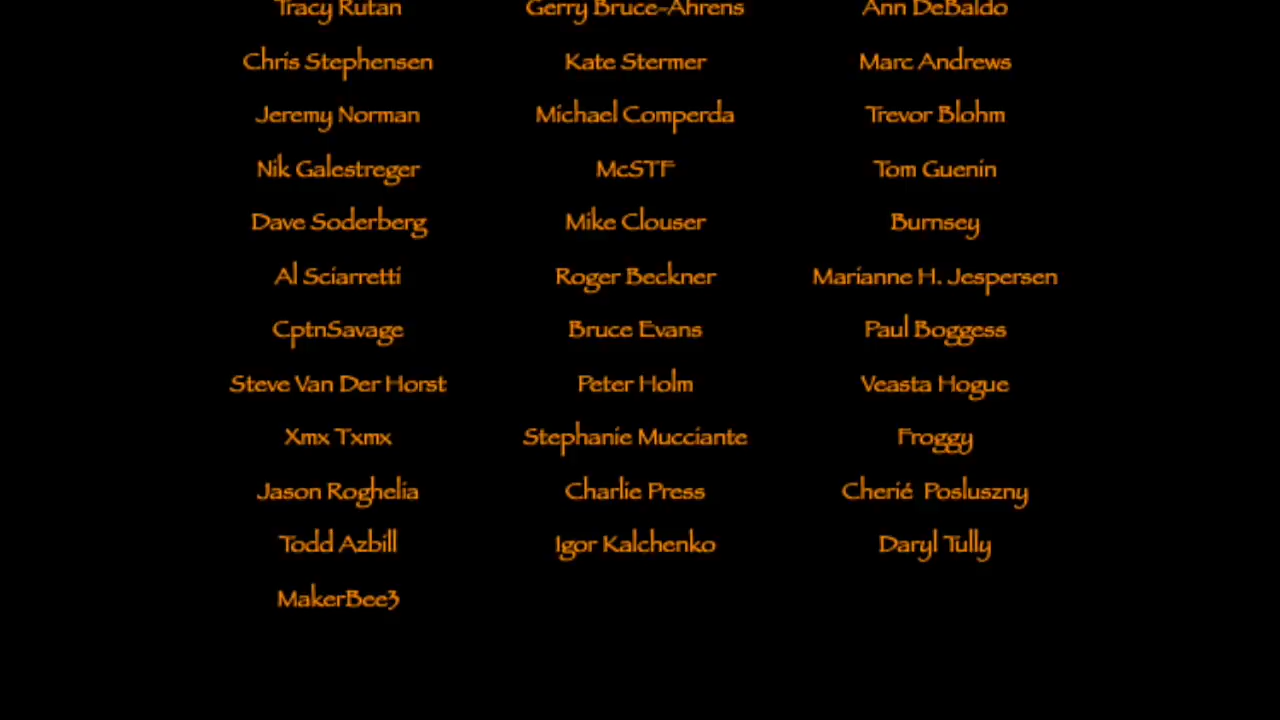 Tracy Rutan Gerry Bruce-Ahrens Ann DeBaldo
Chris Stephensen Kate Stermer Marc Andrews
Jeremy Norman Michael Comperda Trevor Blohm
Nik Galestreger McSTF Tom Guenin
Dave Soderberg Mike Clouser Burnsey
Al Sciarretti Roger Beckner Marianne H. Jespersen
CptnSavage Bruce Evans Paul Boggess
Steve Van Der Horst Peter Holm Veasta Hogue
Xmx Txmx Stephanie Mucciante Froggy
Jason Roghelia Charlie Press Cherié Posluszny
Todd Azbill Igor Kalchenko Daryl Tully
MakerBee3